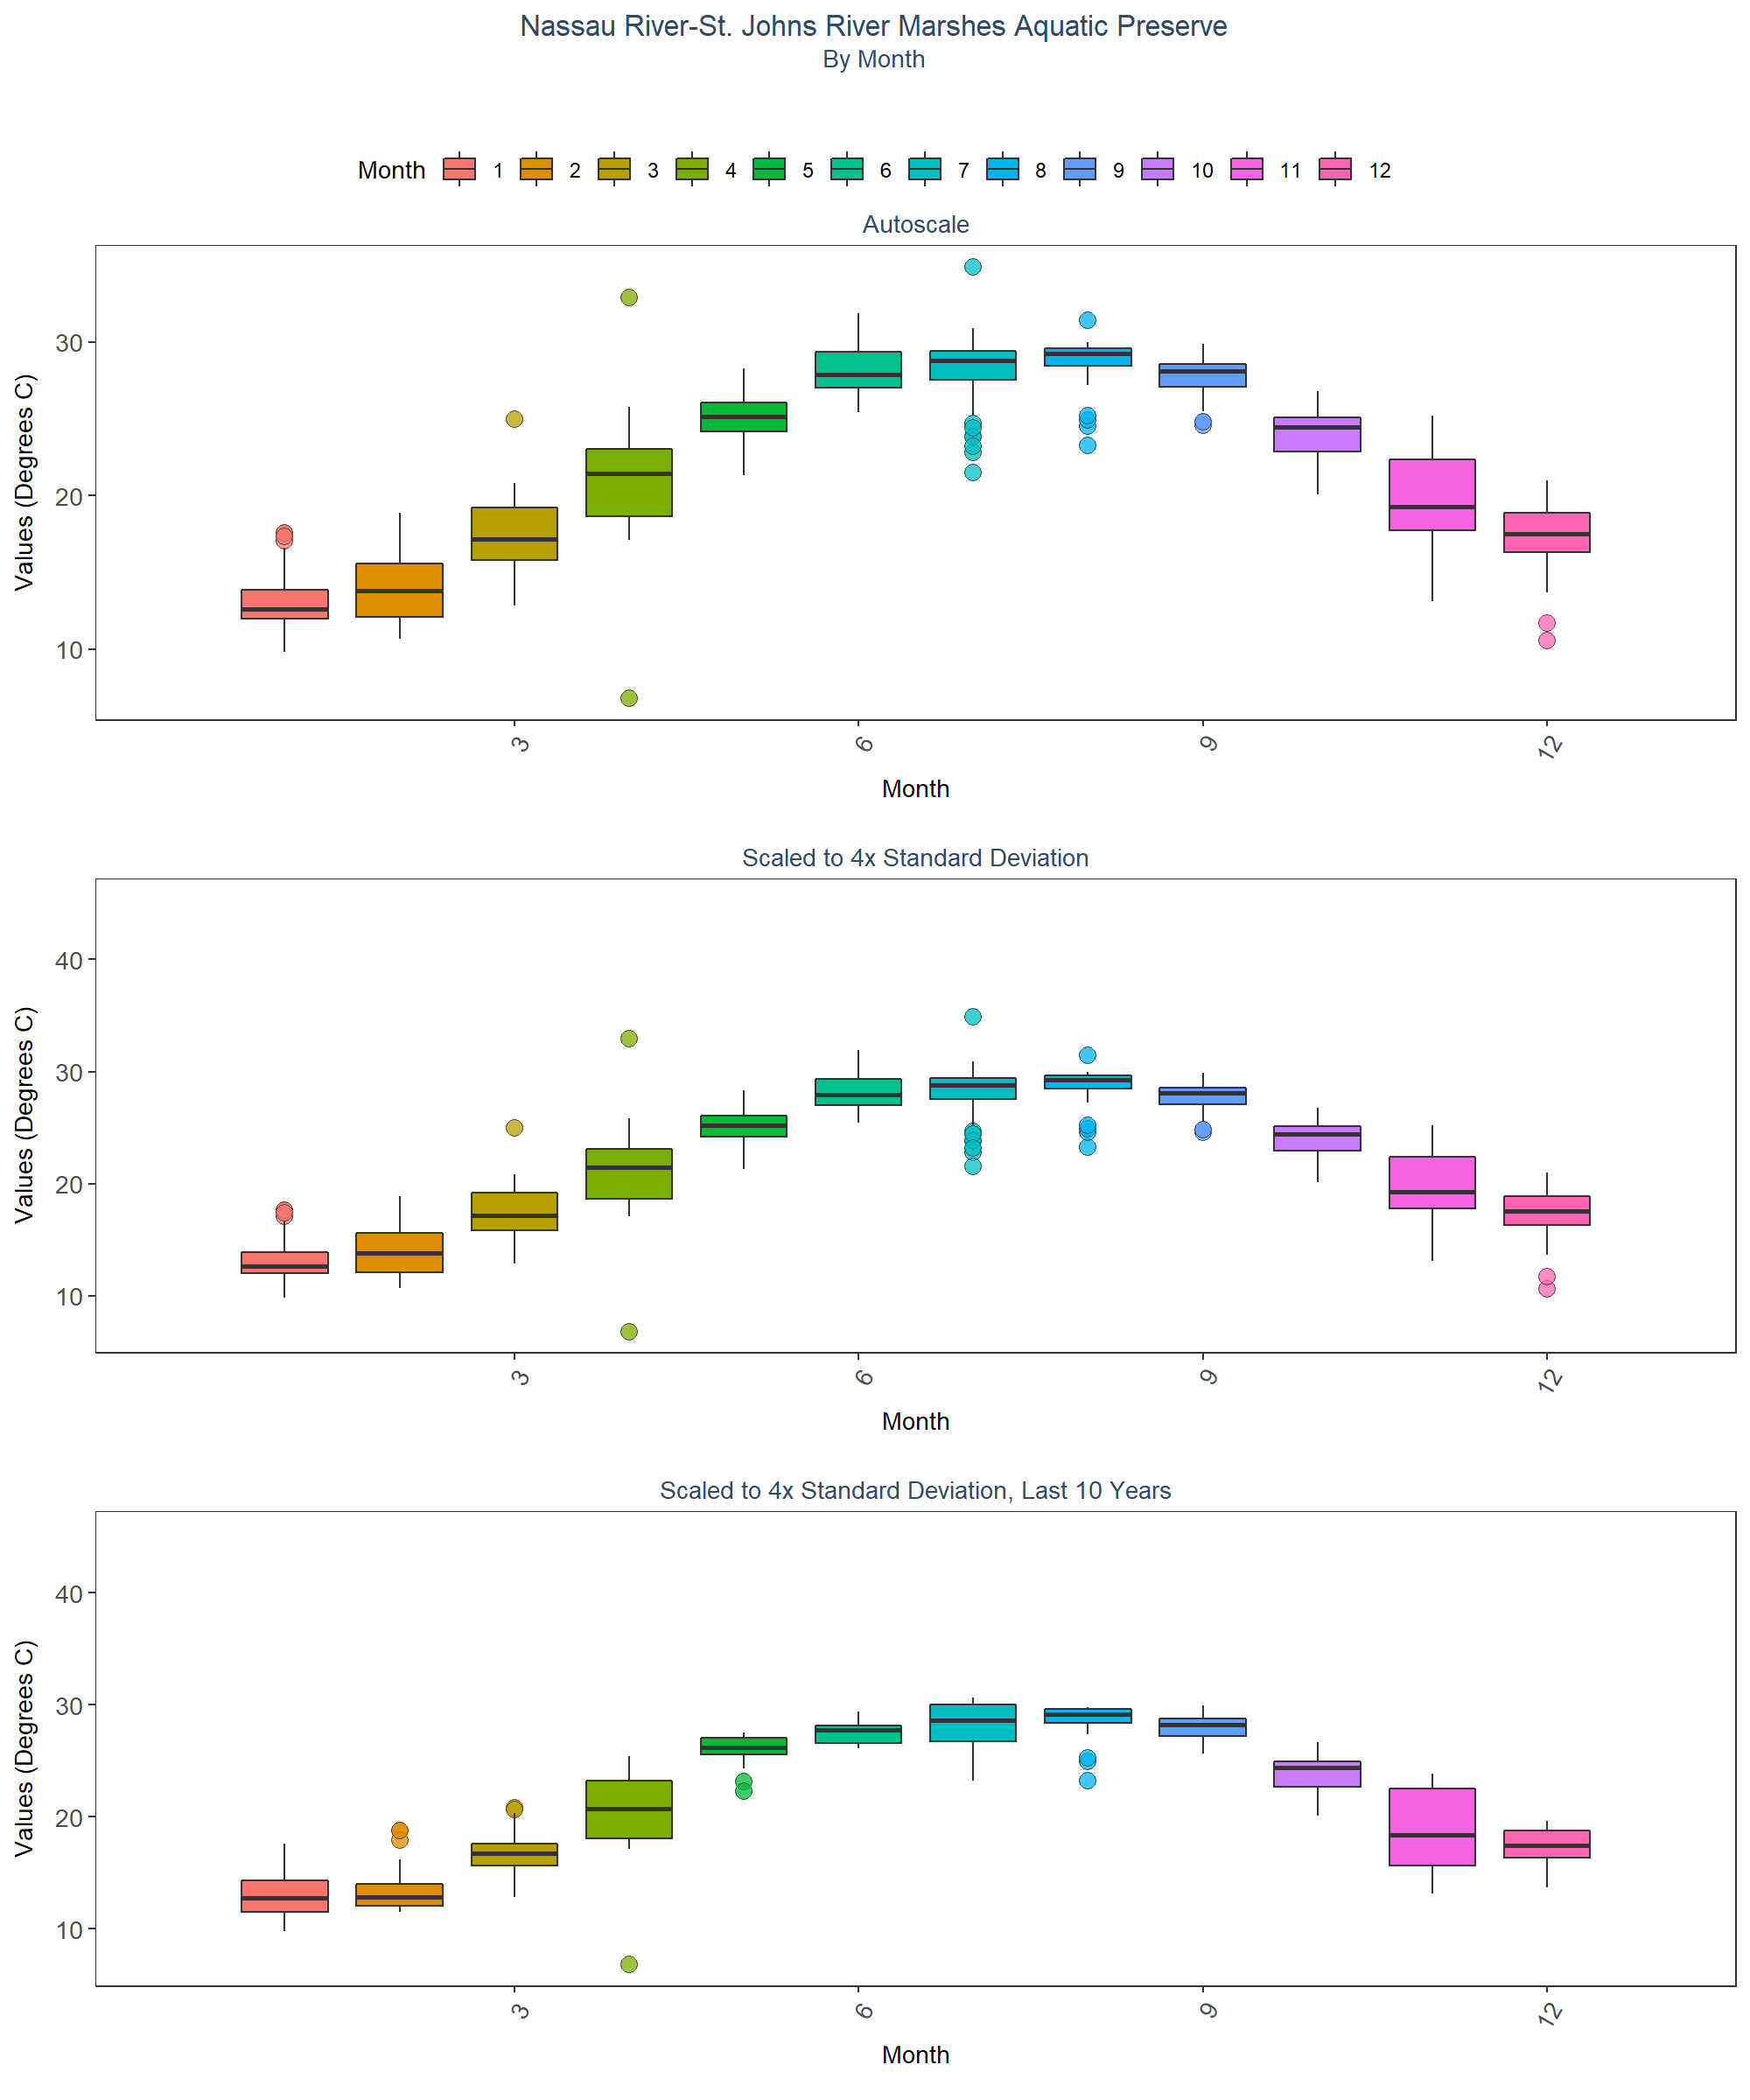 Nassau River-St. Johns River Marshes Aquatic Preserve
By Month
Month 1 2 3 4 5 6 7 8 9 10 11 12
Autoscale
Values (Degrees C)
30
20
10
3 6 9 12
Month
Scaled to 4x Standard Deviation
Values (Degrees C)
40
30
20
10
3 6 9 12
Month
Scaled to 4x Standard Deviation, Last 10 Years
Values (Degrees C)
40
30
20
10
3 6 9 12
Month